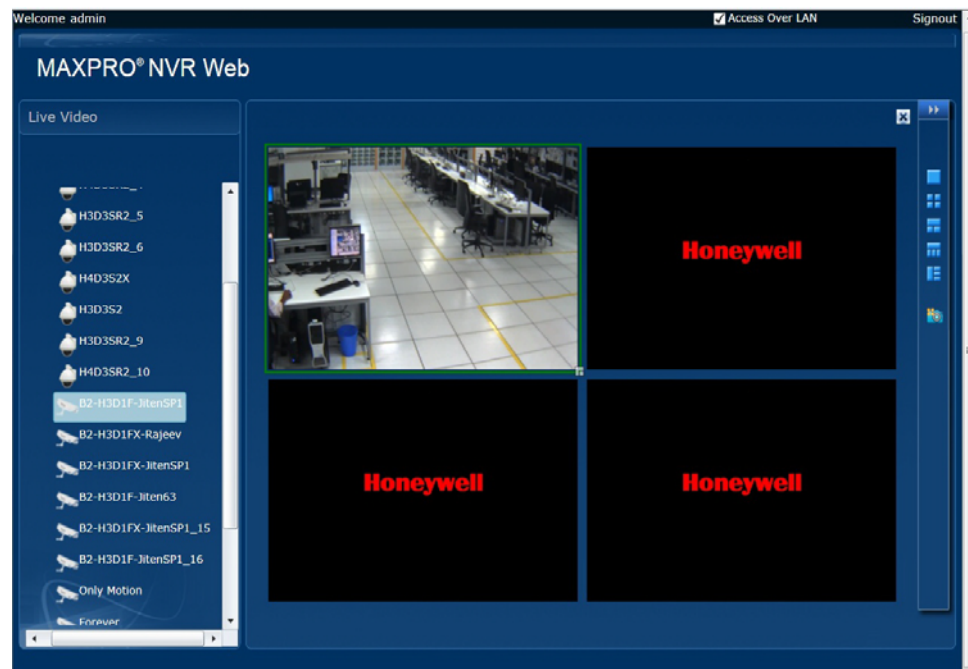 Welcome admin
Access Over LAN
Signout
MAXPRO® NVR Web
Live Video
H3D3SR2_5
H3D3SR2_6
H4D3S2X
H3D3S2
H3D3SR2_9
H4D3SR2_10
B2-H3D1F-JitenSP1
B2-H3D1FX-Rajeev
B2-H3D1FX-JitenSP1
B2-H3D1F-Jiten63
B2-H3D1FX-JitenSP1_15
B2-H3D1F-JitenSP1_16
Only Motion
Forever
Honeywell
Honeywell
Honeywell